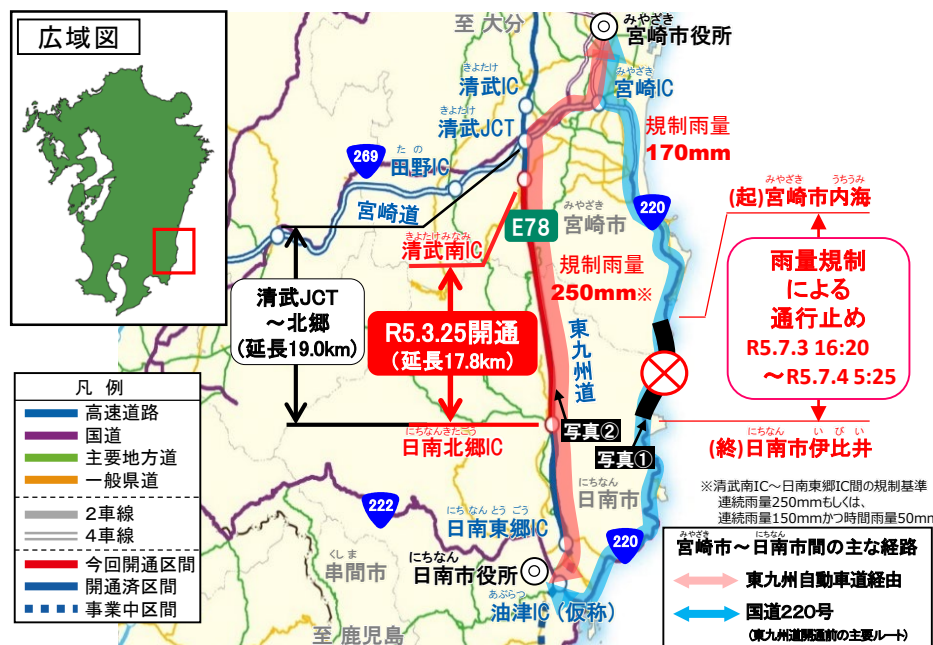 広域図
至 大分
みやざき
宮崎市役所
きよたけ
清武IC
みやざき
宮崎IC
きよたけ
清武JCT
規制雨量
170mm
269
たの
田野IC
宮崎道
みやざき
うちうみ
(起)宮崎市内海
220
E78
みやざき
宮崎市
きよたけみなみ
清武南IC
規制雨量
250mm※
雨量規制
による
通行止め
R5.7.3 16:20
～R5.7.4 5:25
清武JCT
～北郷
(延長19.0km)
R5.3.25開通
(延長17.8km)
東九州道
凡例
高速道路
国道
主要地方道
一般県道
2車線
4車線
今回開通区間
開通済区間
事業中区間
にちなんきたごう
日南北郷IC
写真②
写真①
にちなん
いびい
(終)日南市伊比井
にちなん
日南市
※清武南IC～日南東郷IC間の規制基準
連続雨量250mmもしくは、
連続雨量150mmかつ時間雨量50mm
222
にちなんとうごう
日南東郷IC
220
くしま
串間市
にちなん
日南市役所
あぶらつ
油津IC（仮称）
至 鹿児島
みやざき
にちなん
宮崎市～日南市間の主な経路
東九州自動車道経由
国道220号
(東九州道開通前の主要ルート)